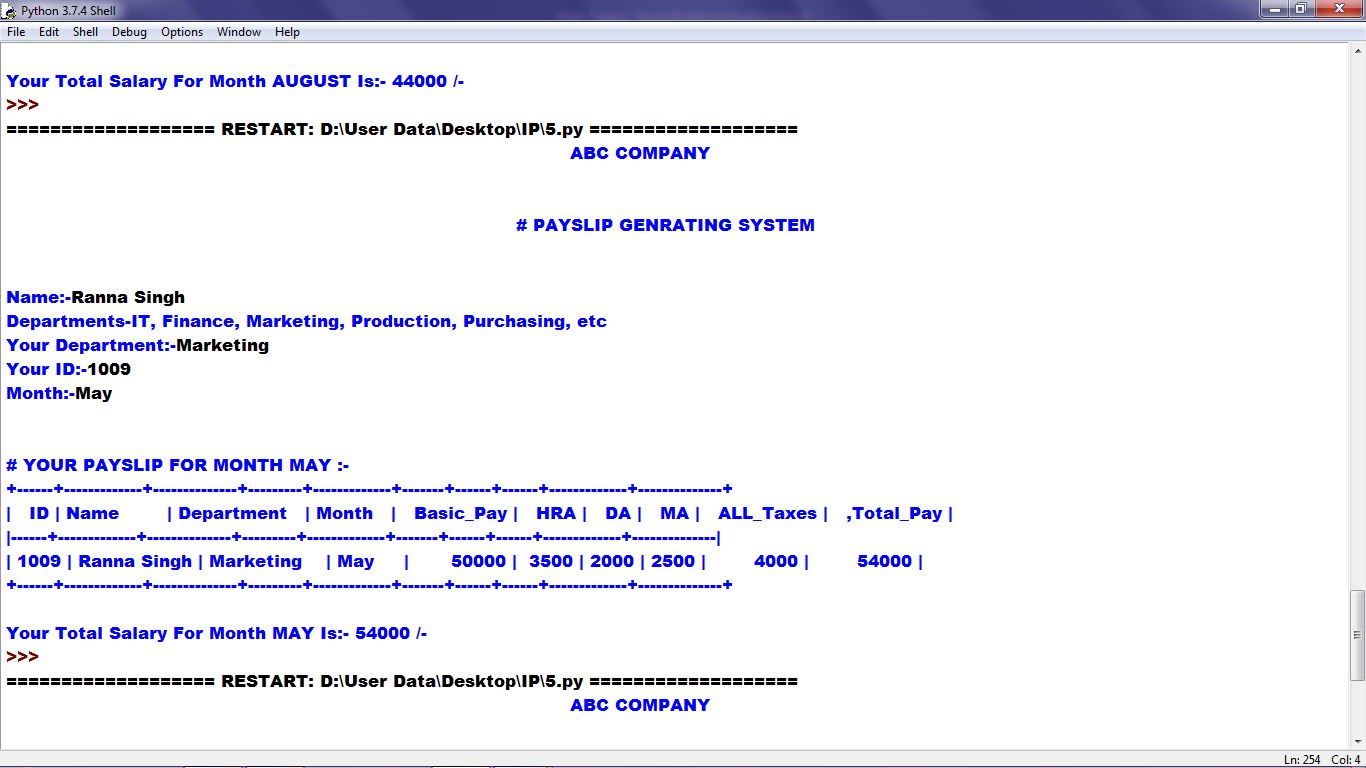 Python 3.7.4 Shell
File Edit Shell Debug Options Window Help
Your Total Salary For Month AUGUST Is:- 44000 /-
>>>
=================== RESTART: D:\User Data\Desktop\IP\5.py ===================
ABC COMPANY
# PAYSLIP GENRATING SYSTEM
Name:-Ranna Singh
Departments-IT, Finance, Marketing, Production, Purchasing, etc
Your Department:-Marketing
Your ID:-1009
Month:-May
# YOUR PAYSLIP FOR MONTH MAY :-
+------+-------------+--------------+---------+-------------+-------+------+------+-------------+--------------+
| ID | Name | Department | Month | Basic_Pay | HRA | DA | MA | ALL_Taxes | ,Total_Pay |
|------+-------------+--------------+---------+-------------+-------+------+------+-------------+--------------|
| 1009 | Ranna Singh | Marketing | May | 50000 | 3500 | 2000 | 2500 | 4000 | 54000 |
+------+-------------+--------------+---------+-------------+-------+------+------+-------------+--------------+
Your Total Salary For Month MAY Is:- 54000 /-
>>>
=================== RESTART: D:\User Data\Desktop\IP\5.py ===================
ABC COMPANY
Ln: 254 Col: 4